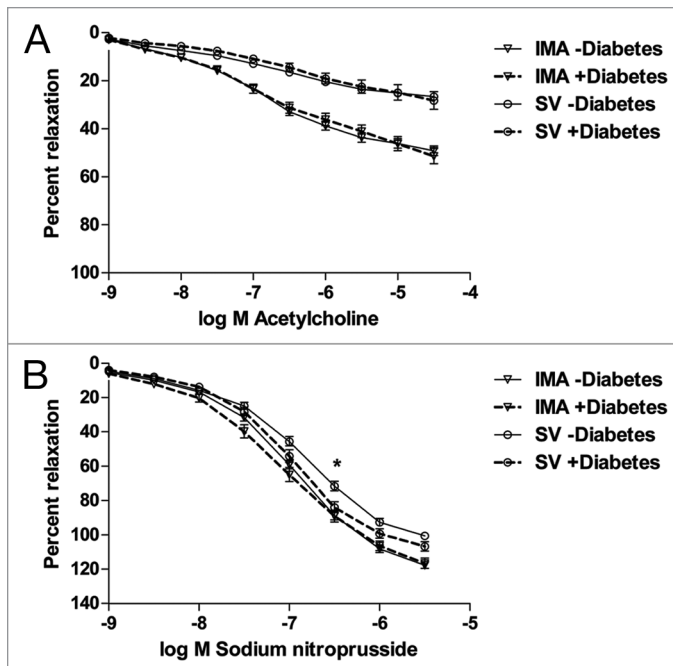 A
0
20
40
60
80
100
Percent relaxation
-9
-8
-7
-6
-5
-4
log M Acetylcholine
IMA -Diabetes
IMA +Diabetes
SV -Diabetes
SV +Diabetes
B
0
20
40
60
80
100
120
140
Percent relaxation
*
-9
-8
-7
-6
-5
log M Sodium nitroprusside
IMA -Diabetes
IMA +Diabetes
SV -Diabetes
SV +Diabetes